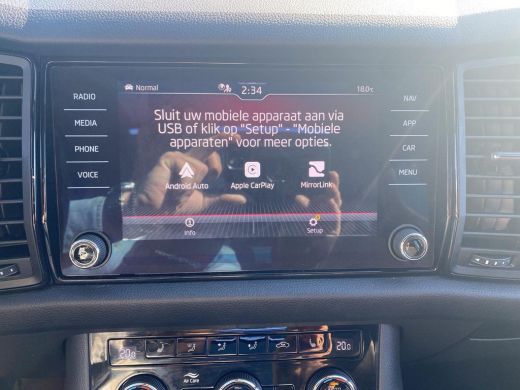 Normal
2:34
18.0°C
RADIO
MEDIA
PHONE
VOICE
Sluit uw mobiele apparaat aan via
USB of klik op "Setup" - "Mobiele
apparaten" voor meer opties.
Android Auto
Apple CarPlay
MirrorLink
Info
Setup
NAV
APP
CAR
MENU
20.0
20.0
Air Care